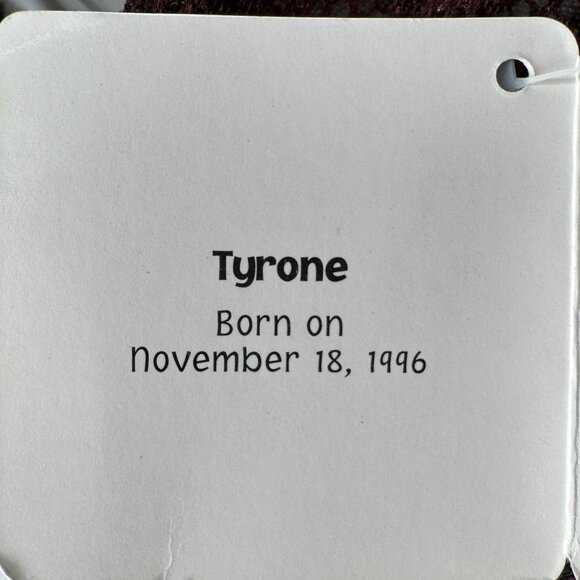 Tyrone
Born on
November 18, 1996